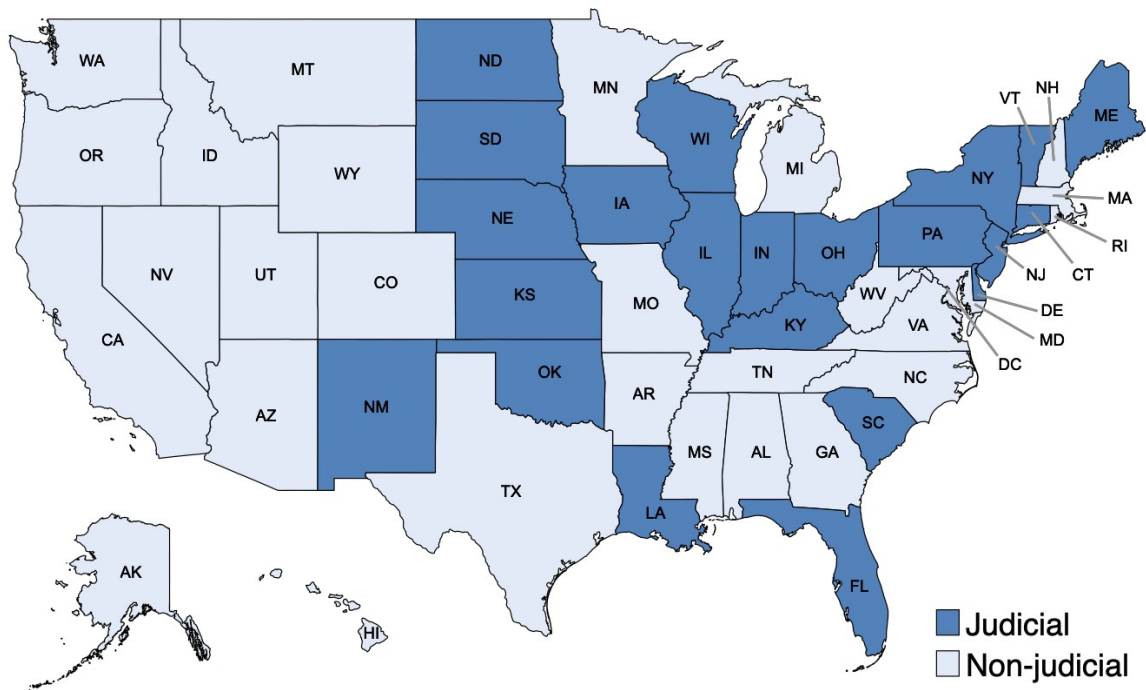 WA
MT
ND
MN
VT
NH
ME
OR
ID
SD
WI
WY
MI
NY
MA
NE
IA
RI
PA
NV
UT
CO
IL
IN
OH
NJ
CT
KS
MO
WV
DE
CA
KY
VA
MD
DC
OK
TN
NC
AZ
NM
AR
SC
MS
AL
GA
TX
LA
AK
FL
HI
Judicial
Non-judicial